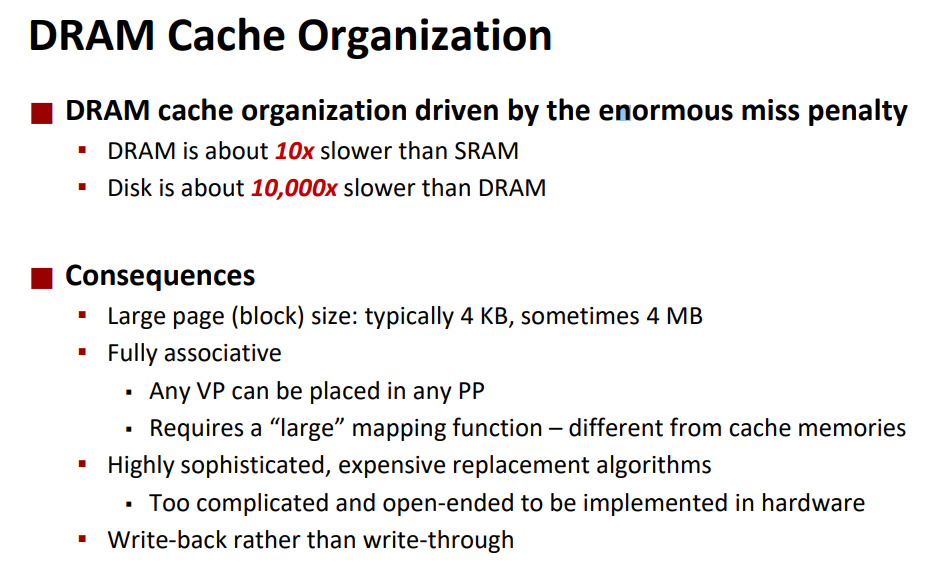 DRAM Cache Organization
DRAM cache organization driven by the enormous miss penalty
DRAM is about 10x slower than SRAM
Disk is about 10,000x slower than DRAM
Consequences
Large page (block) size: typically 4 KB, sometimes 4 MB
Fully associative
Any VP can be placed in any PP
Requires a “large” mapping function – different from cache memories
Highly sophisticated, expensive replacement algorithms
Too complicated and open-ended to be implemented in hardware
Write-back rather than write-through